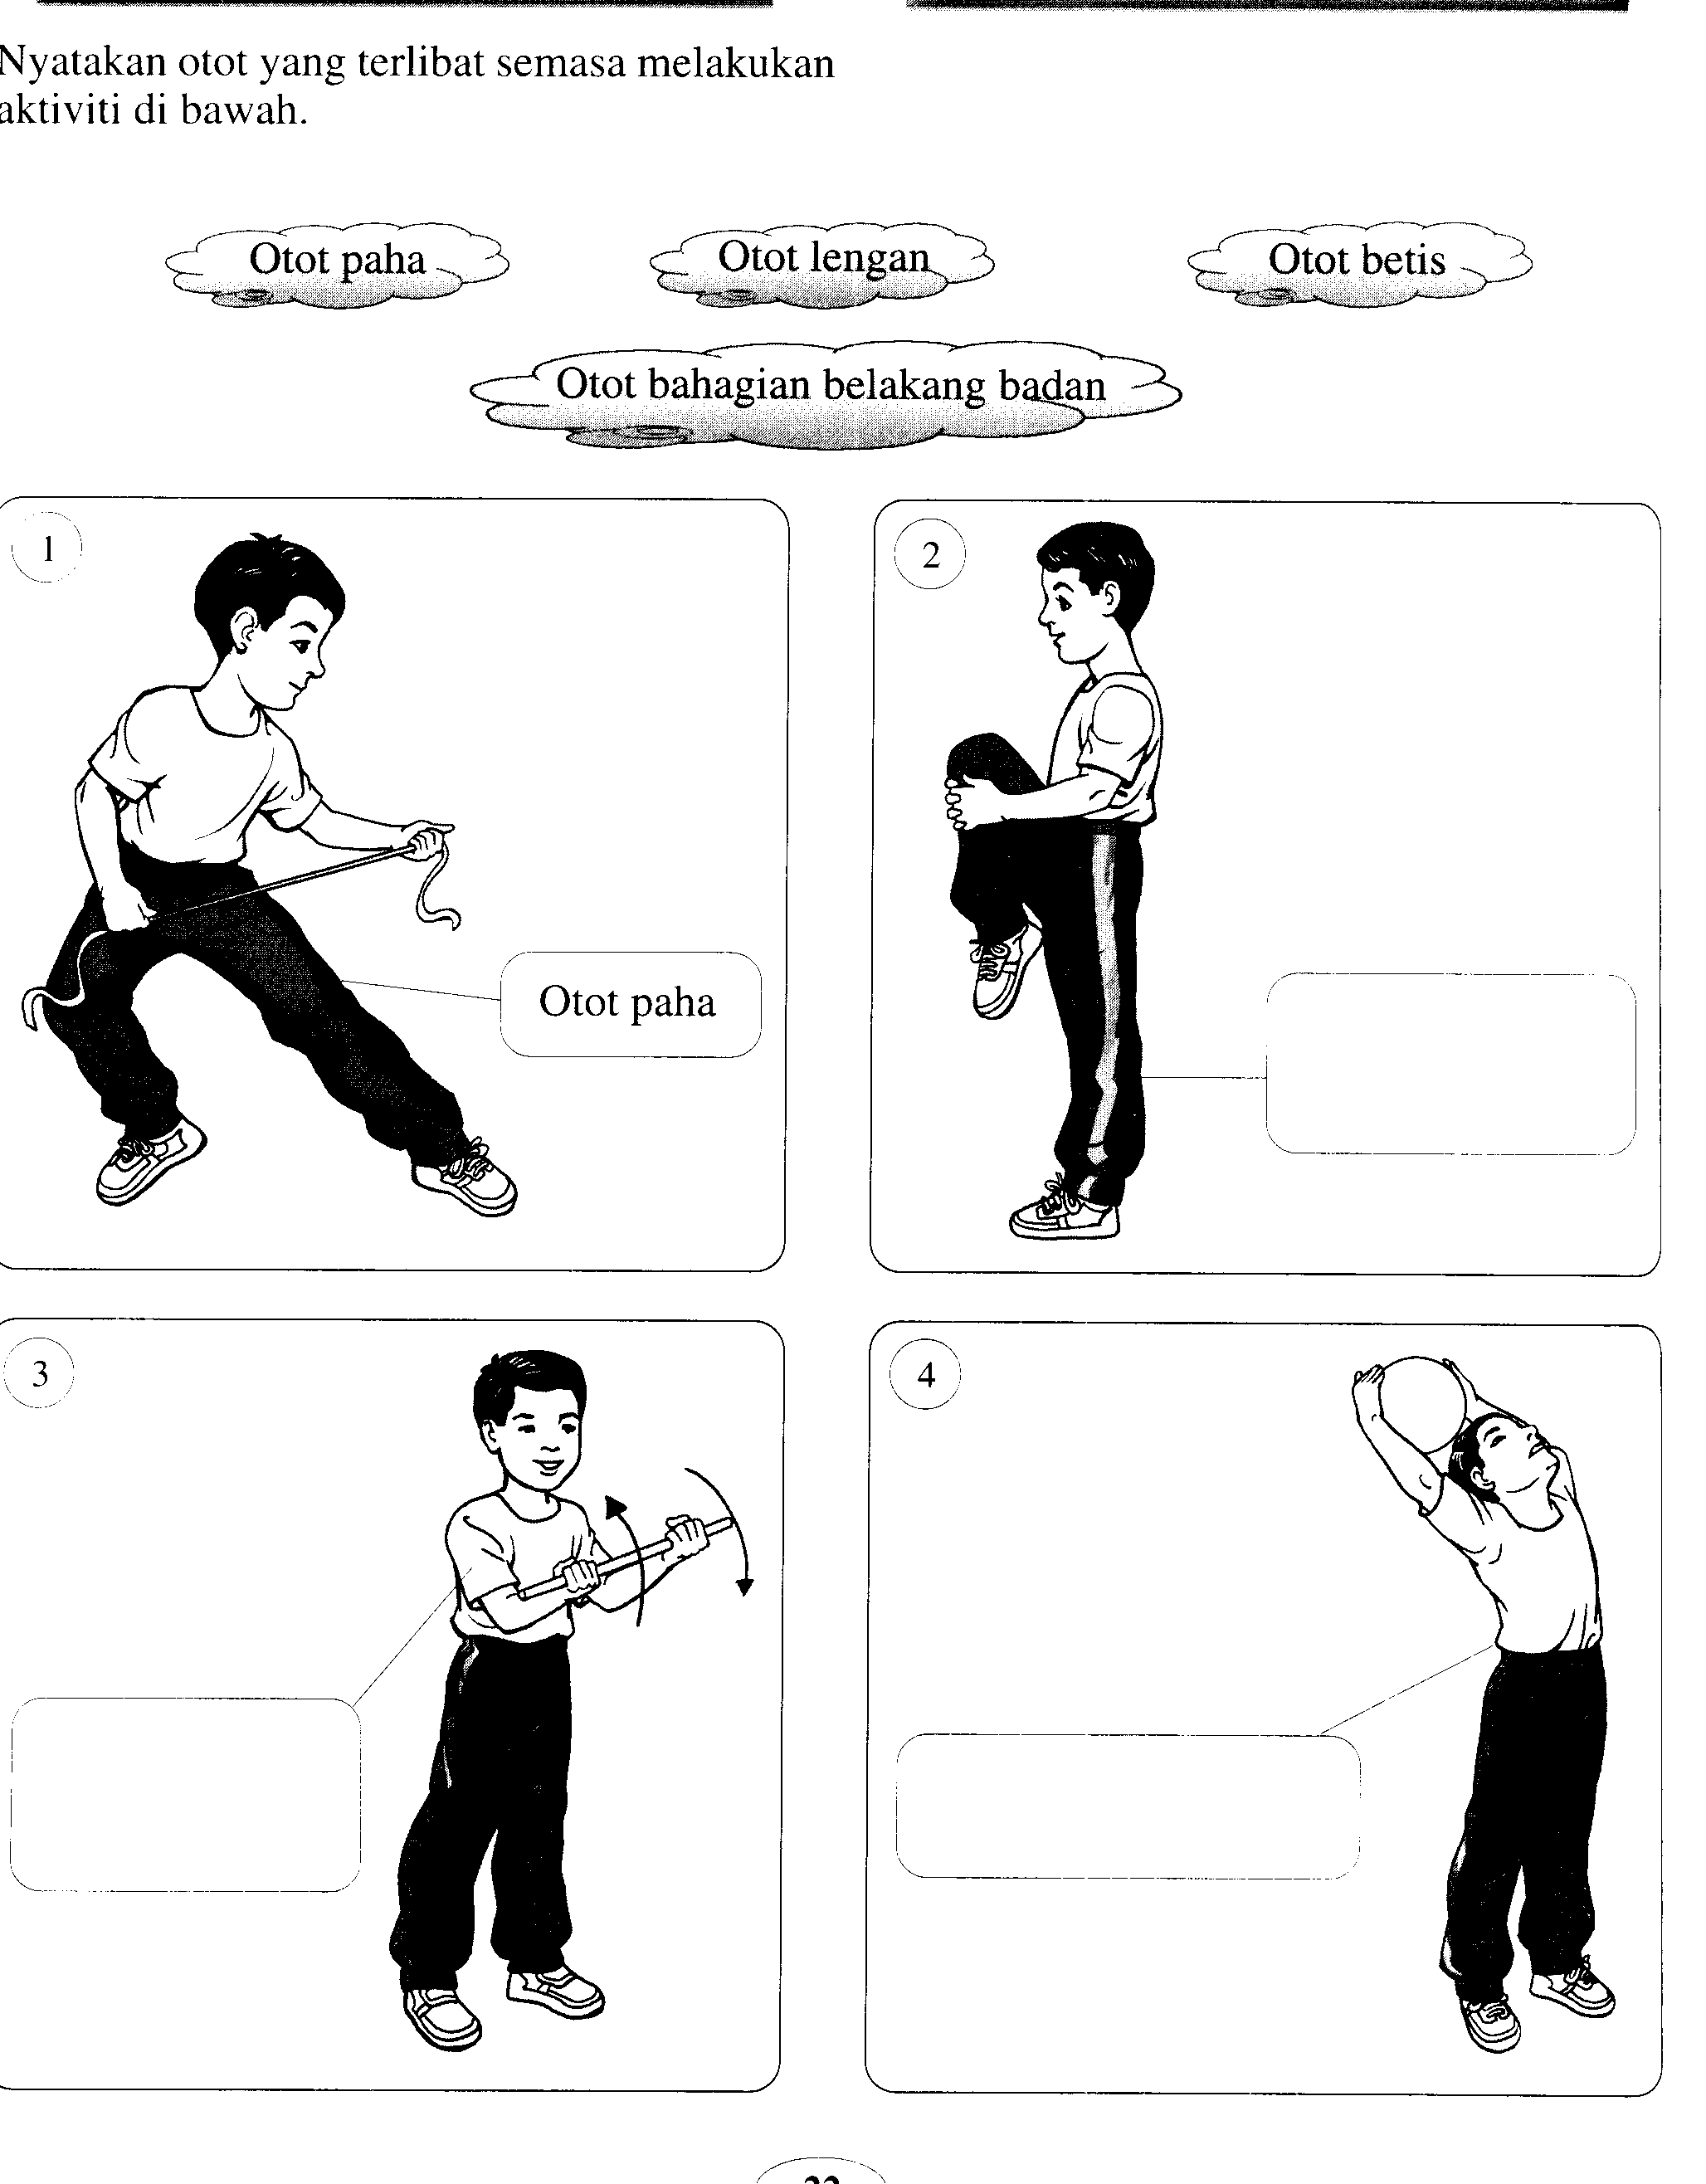 Nyatakan otot yang terlibat semasa melakukan
aktiviti di bawah.
Otot paha
Otot lengan
Otot betis
Otot bahagian belakang badan
1
Otot paha
2
3
4